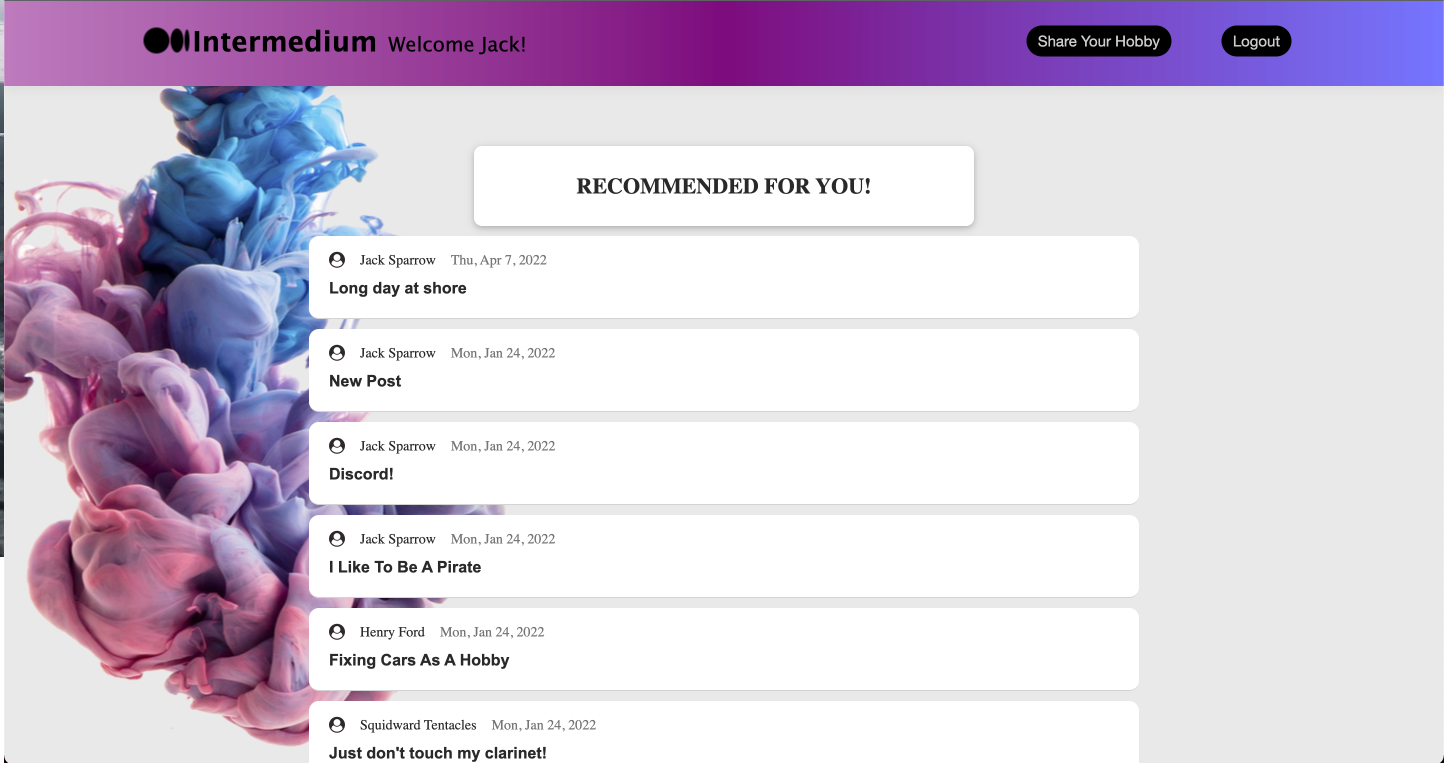 Intermedium Welcome Jack! Share Your Hobby Logout
RECOMMENDED FOR YOU!
Jack Sparrow Thu, Apr 7, 2022
Long day at shore
Jack Sparrow Mon, Jan 24, 2022
New Post
Jack Sparrow Mon, Jan 24, 2022
Discord!
Jack Sparrow Mon, Jan 24, 2022
I Like To Be A Pirate
Henry Ford Mon, Jan 24, 2022
Fixing Cars As A Hobby
Squidward Tentacles Mon, Jan 24, 2022
Just don't touch my clarinet!